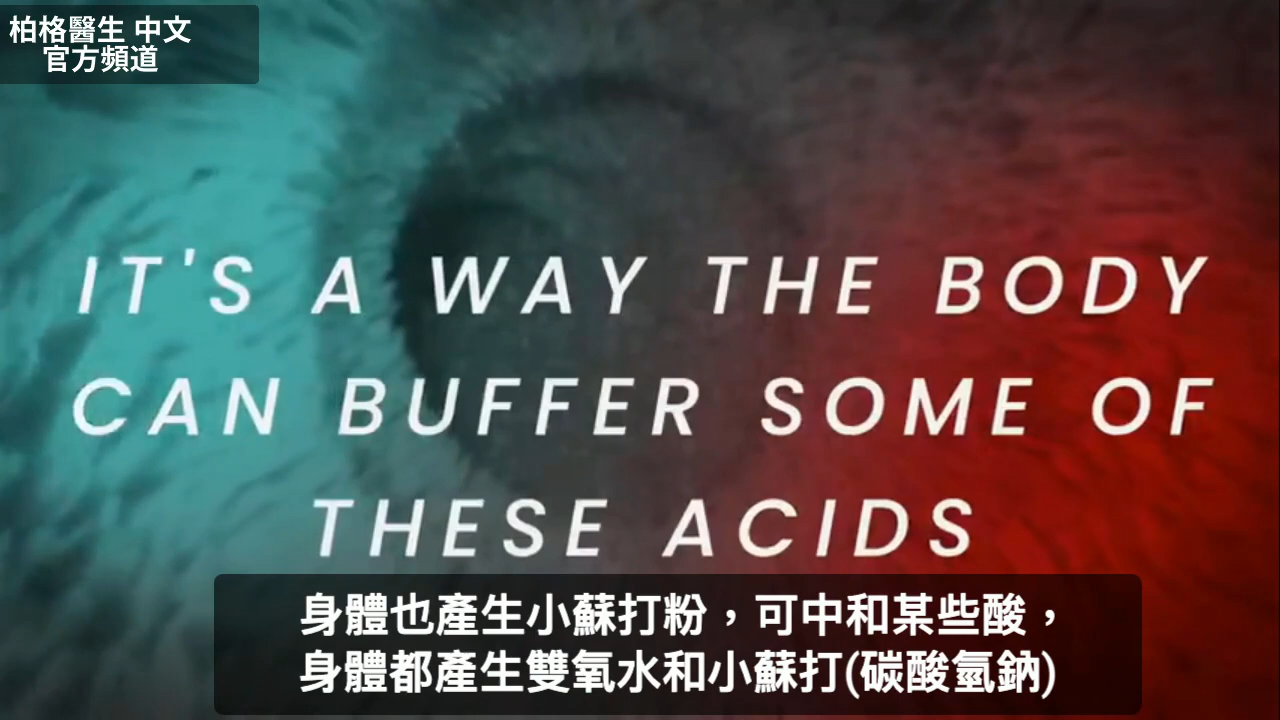 柏格醫生 中文
官方頻道
IT'S A WAY THE BODY
CAN BUFFER SOME OF
THESE ACIDS
身體也產生小蘇打粉，可中和某些酸，
身體都產生雙氧水和小蘇打(碳酸氫鈉)